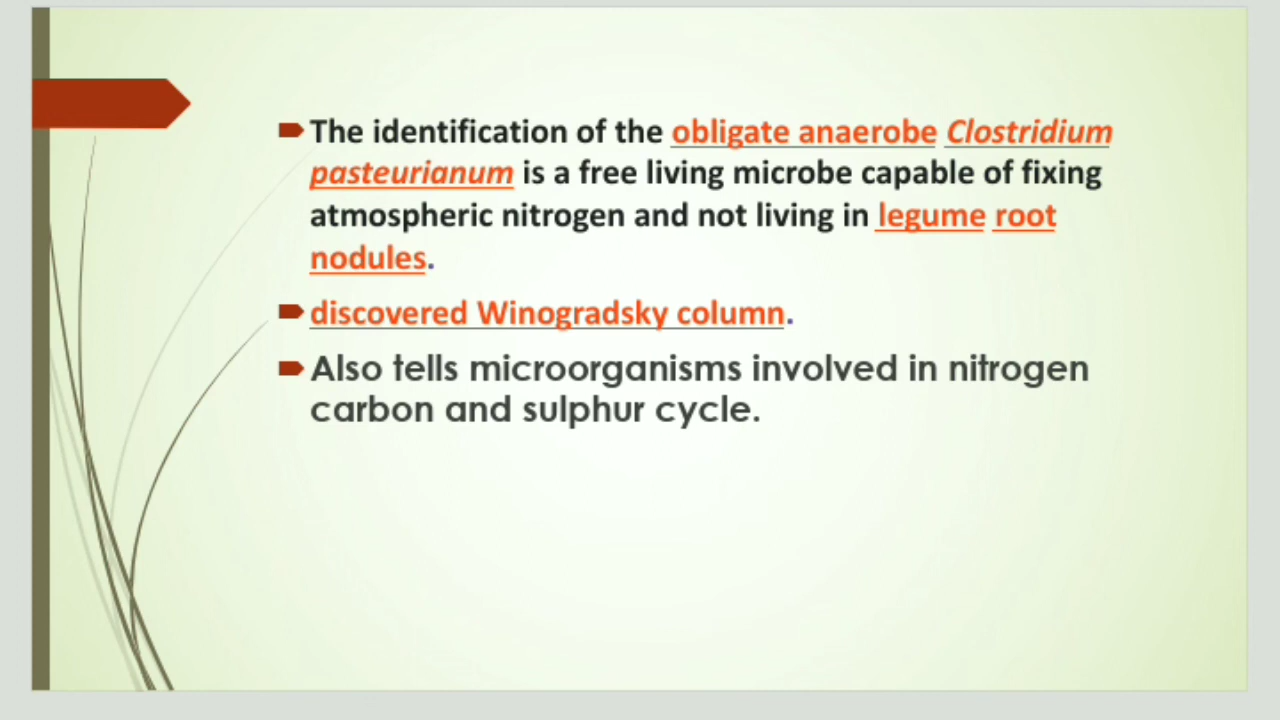 The identification of the obligate anaerobe Clostridium
pasteurianum is a free living microbe capable of fixing
atmospheric nitrogen and not living in legume root
nodules.
discovered Winogradsky column.
Also tells microorganisms involved in nitrogen
carbon and sulphur cycle.